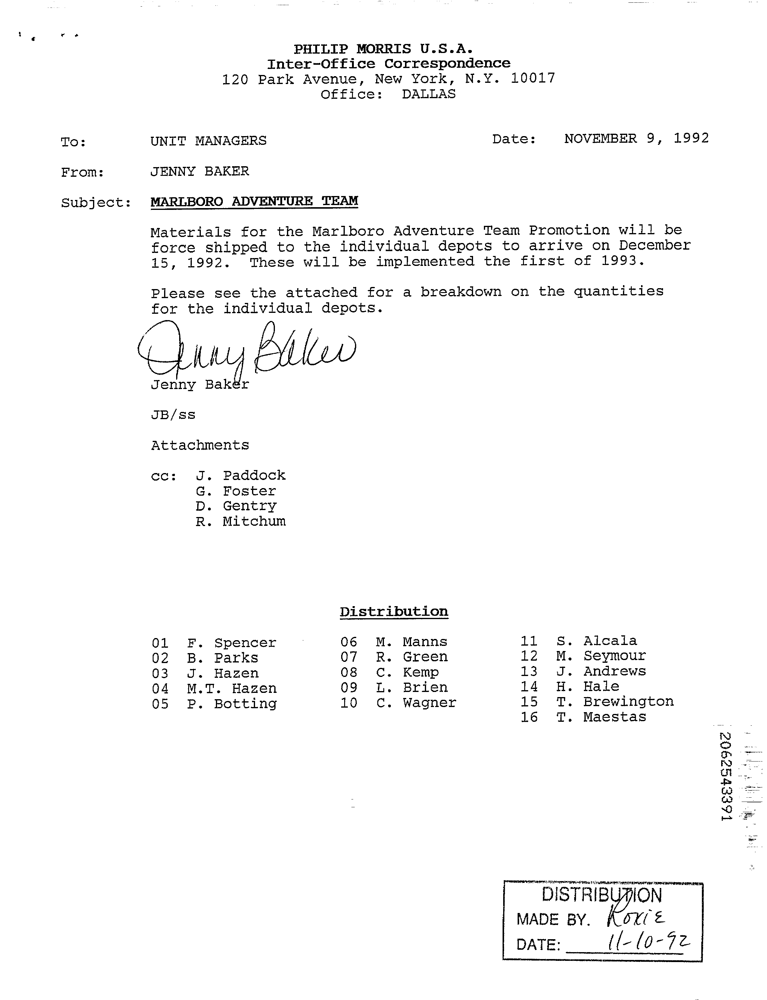 PHILIP MORRIS U.S.A.
Inter-Office Correspondence
120 Park Avenue, New York, N.Y. 10017
Office: DALLAS
To: UNIT MANAGERS Date: NOVEMBER 9, 1992
From: JENNY BAKER
Subject: MARLBORO ADVENTURE TEAM
Materials for the Marlboro Adventure Team Promotion will be
force shipped to the individual depots to arrive on December
15, 1992. These will be implemented the first of 1993.
Please see the attached for a breakdown on the quantities
for the individual depots.
Jenny Baker
Jenny Baker
JB/ss
Attachments
cc: J. Paddock
G. Foster
D. Gentry
R. Mitchum
Distribution
01 F. Spencer 06 M. Manns 11 S. Alcala
02 B. Parks 07 R. Green 12 M. Seymour
03 J. Hazen 08 C. Kemp 13 J. Andrews
04 M.T. Hazen 09 L. Brien 14 H. Hale
05 P. Botting 10 C. Wagner 15 T. Brewington
16 T. Maestas
2062543391
DISTRIBUTION
MADE BY. Roxie
DATE: 11-10-92